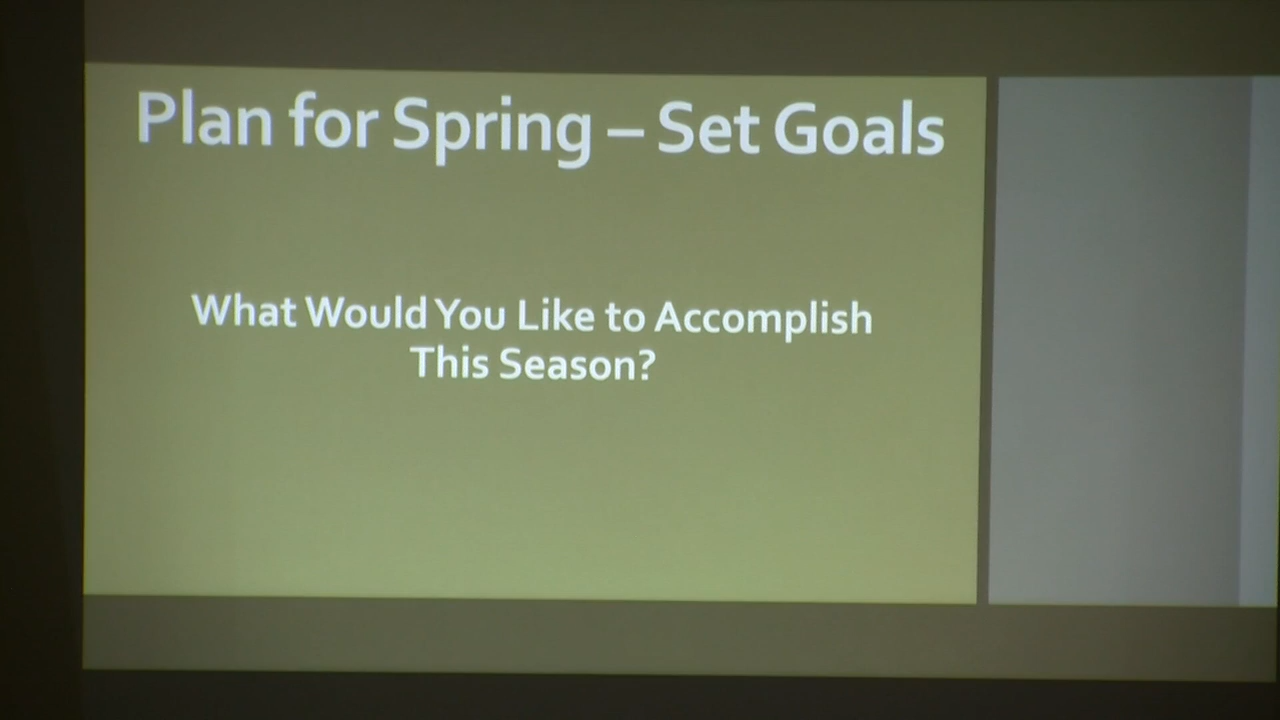 Plan for Spring – Set Goals
What Would You Like to Accomplish
This Season?